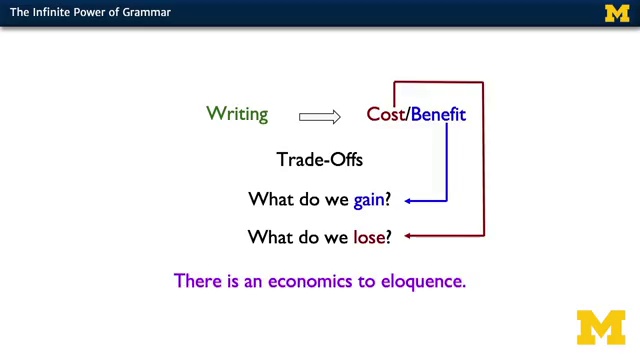 The Infinite Power of Grammar
M
Writing
Cost/Benefit
Trade-Offs
What do we gain?
What do we lose?
There is an economics to eloquence.
M